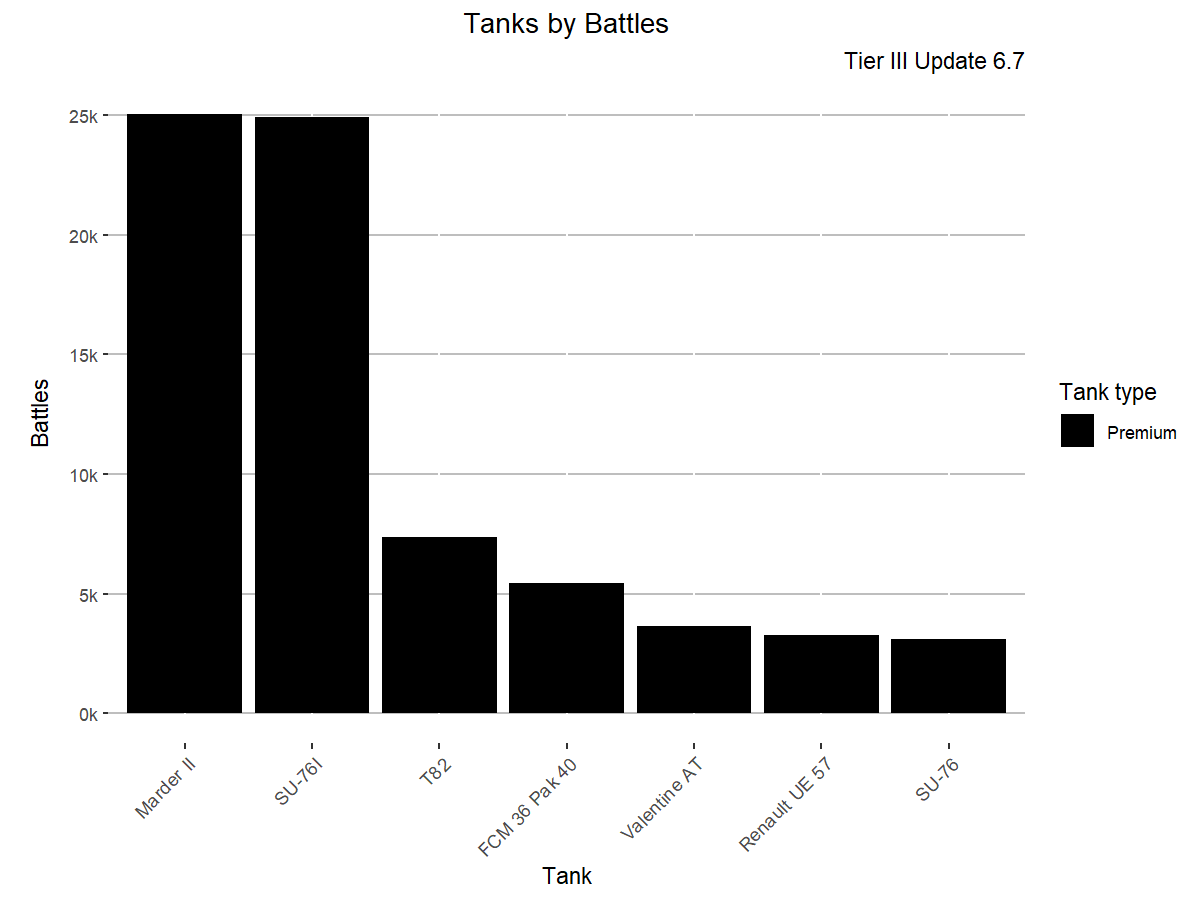 Tanks by Battles
Tier III Update 6.7
Battles
25k
20k
15k
10k
5k
0k
Marder II
SU-76I
T82
FCM 36 Pak 40
Valentine AT
Renault UE 57
SU-76
Tank
Tank type
Premium